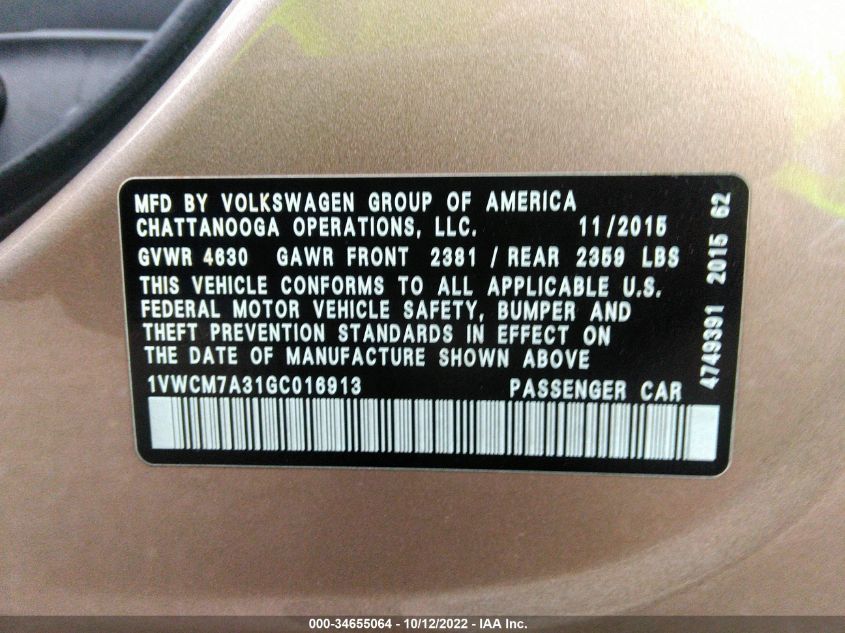 MFD BY VOLKSWAGEN GROUP OF AMERICA
CHATTANOOGA OPERATIONS, LLC. 11/2015
GVWR 4630 GAWR FRONT 2381 / REAR 2359 LBS
THIS VEHICLE CONFORMS TO ALL APPLICABLE U.S.
FEDERAL MOTOR VEHICLE SAFETY, BUMPER AND
THEFT PREVENTION STANDARDS IN EFFECT ON
THE DATE OF MANUFACTURE SHOWN ABOVE
1VWCM7A31GC016913 PASSENGER CAR
4749391 2015 62
000-34655064 - 10/12/2022 - IAA Inc.